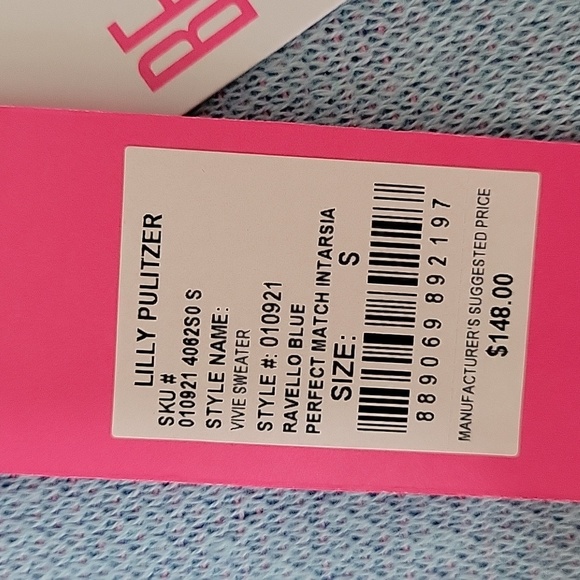 LILLY PULITZER
SKU #
010921 4062S0 S
STYLE NAME:
VIVIE SWEATER
STYLE #: 010921
RAVELLO BLUE
PERFECT MATCH INTARSIA
SIZE: S
889069892197
MANUFACTURER'S SUGGESTED PRICE
$148.00